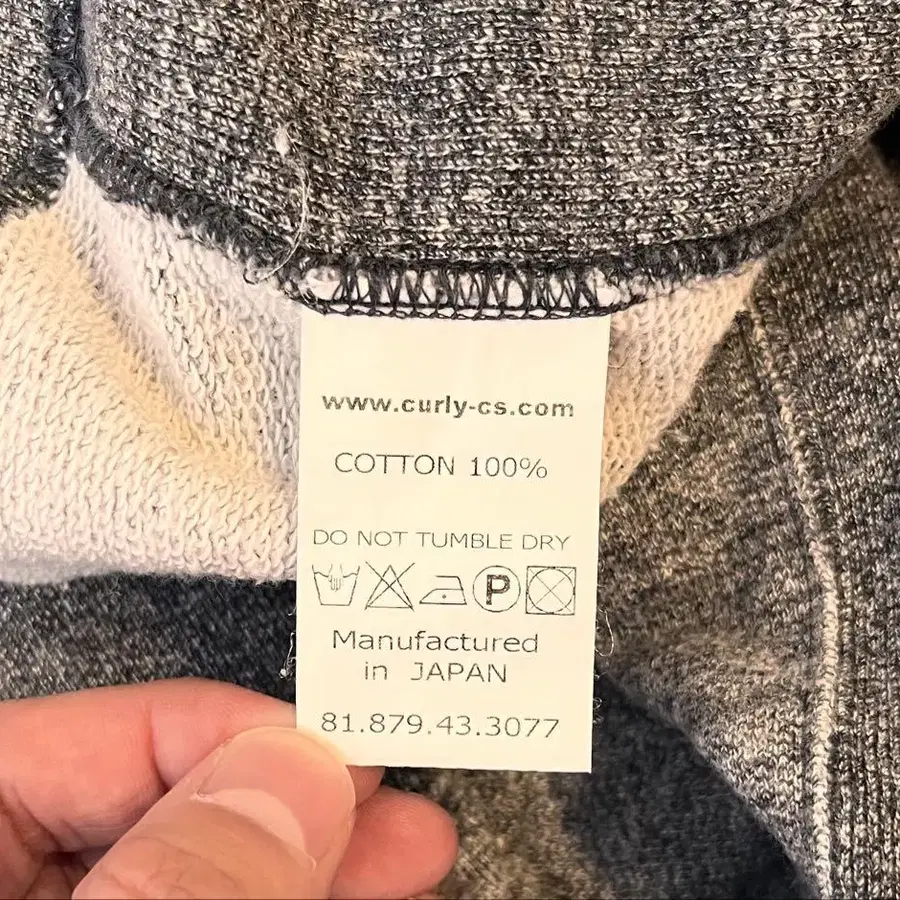 www.curly-cs.com
COTTON 100%
DO NOT TUMBLE DRY
P
Manufactured
in JAPAN
81.879.43.3077